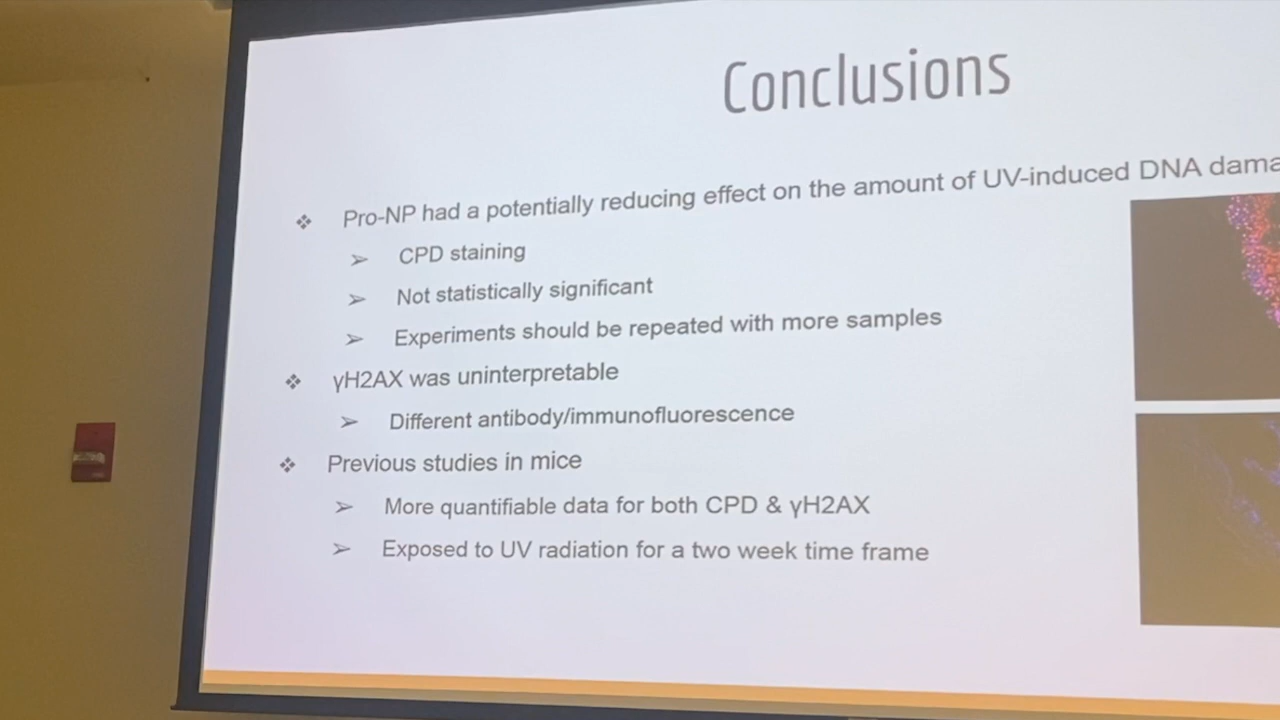 Conclusions
Pro-NP had a potentially reducing effect on the amount of UV-induced DNA
CPD staining
Not statistically significant
Experiments should be repeated with more samples
γH2AX was uninterpretable
Different antibody/immunofluorescence
Previous studies in mice
More quantifiable data for both CPD & γH2AX
Exposed to UV radiation for a two week time frame